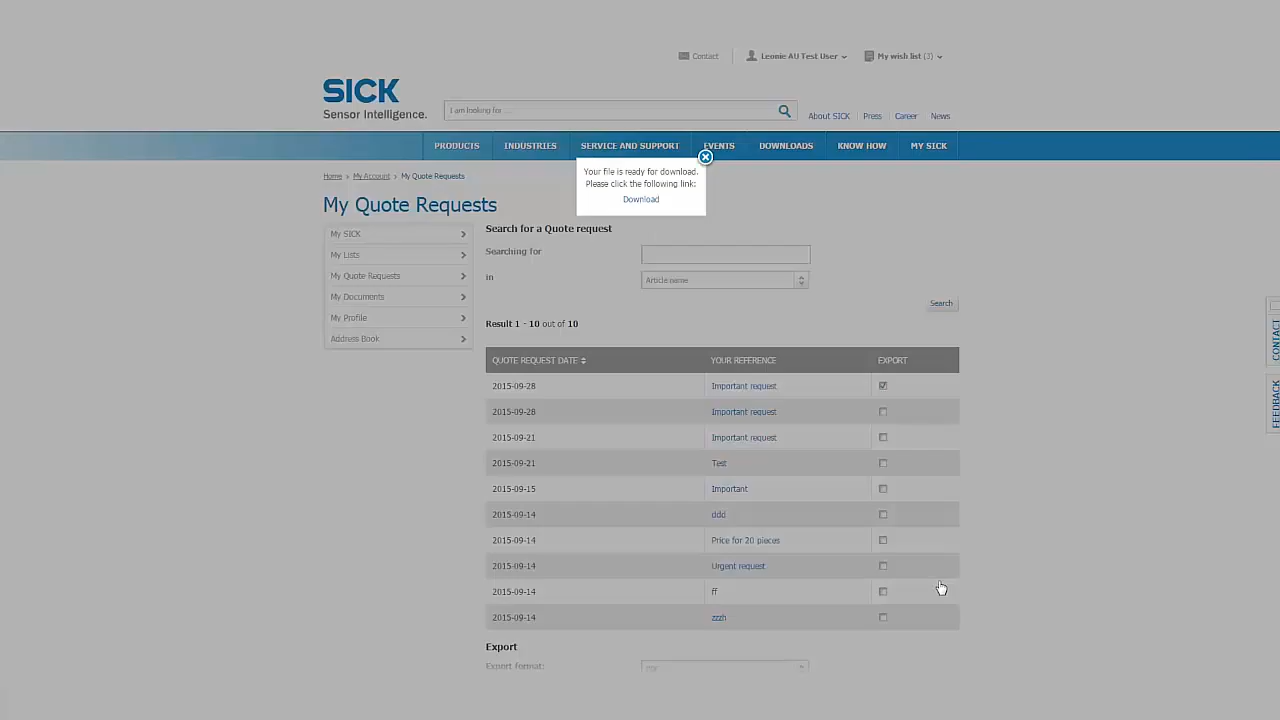 Contact
Leonie AU Test User
My wish list (3)
SICK
Sensor Intelligence.
I am looking for ...
About SICK
Press
Career
News
PRODUCTS
INDUSTRIES
SERVICE AND SUPPORT
EVENTS
DOWNLOADS
KNOW HOW
MY SICK
Your file is ready for download.
Please click the following link:
Download
Home > My Account > My Quote Requests
My Quote Requests
My SICK
My Lists
My Quote Requests
My Documents
My Profile
Address Book
Search for a Quote request
Searching for
in
Article name
Search
Result 1 - 10 out of 10
QUOTE REQUEST DATE YOUR REFERENCE EXPORT
2015-09-28 Important request
2015-09-28 Important request
2015-09-21 Important request
2015-09-21 Test
2015-09-15 Important
2015-09-14 ddd
2015-09-14 Price for 20 pieces
2015-09-14 Urgent request
2015-09-14 ff
2015-09-14 zzzh
Export
Export format:
CONTACT
FEEDBACK